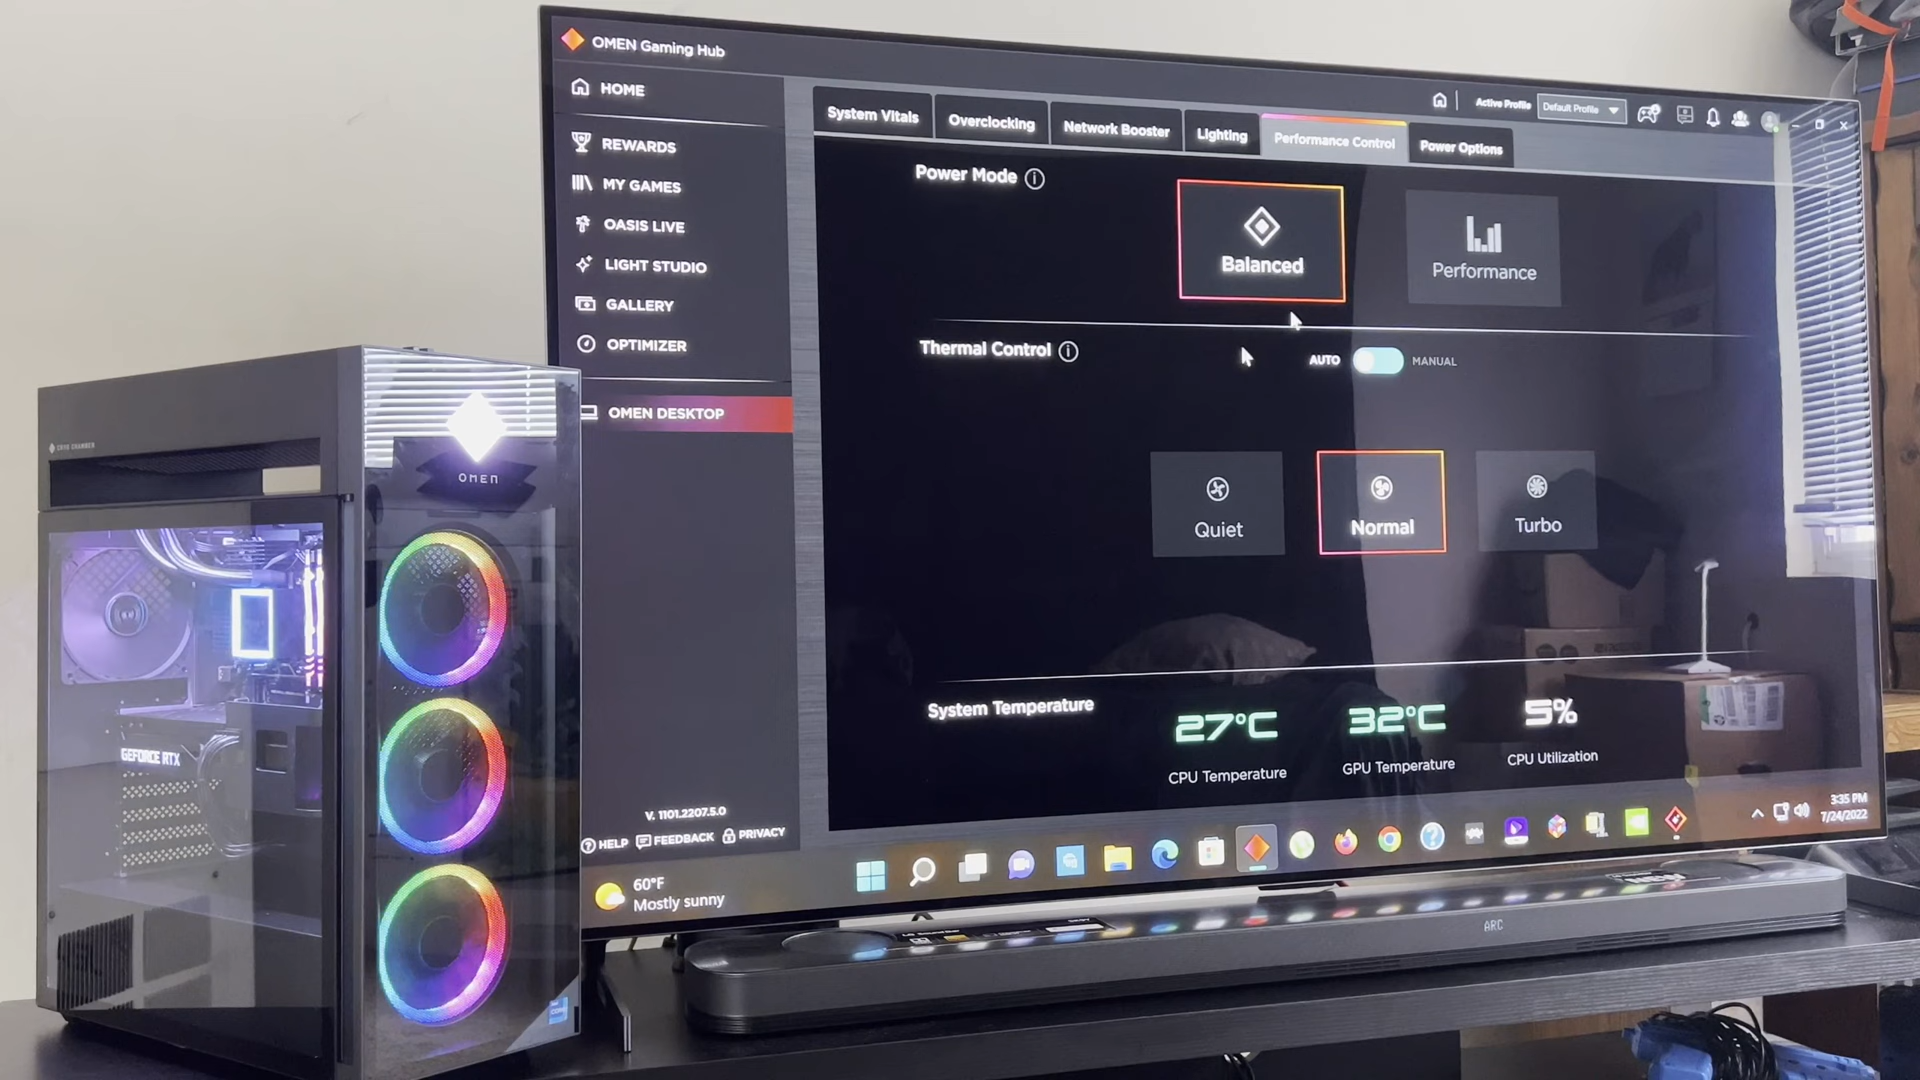 OMEN Gaming Hub
HOME
REWARDS
MY GAMES
OASIS LIVE
LIGHT STUDIO
GALLERY
OPTIMIZER
OMEN DESKTOP
V. 1101.2207.5.0
HELP FEEDBACK PRIVACY
Active Profile Default Profile
System Vitals Overclocking Network Booster Lighting Performance Control Power Options
Power Mode
Balanced Performance
Thermal Control
AUTO MANUAL
Quiet Normal Turbo
System Temperature
27°C 32°C 5%
CPU Temperature GPU Temperature CPU Utilization
60°F
Mostly sunny
3:35 PM
7/24/2022
CRYO CHAMBER
OMEN
GEFORCE RTX
ARC